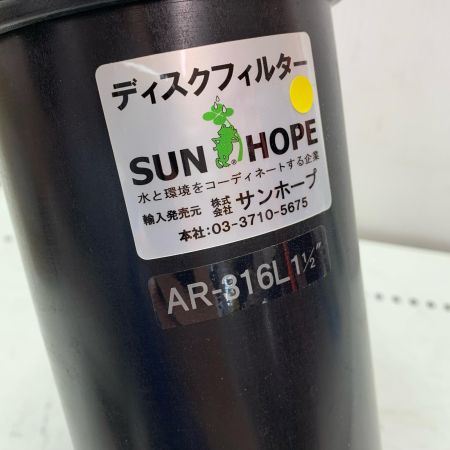 ディスクフィルター
SUN HOPE
®
水と環境をコーディネートする企業
輸入発売元 株式会社 サンホープ
本社:03-3710-5675
AR-816L1½″